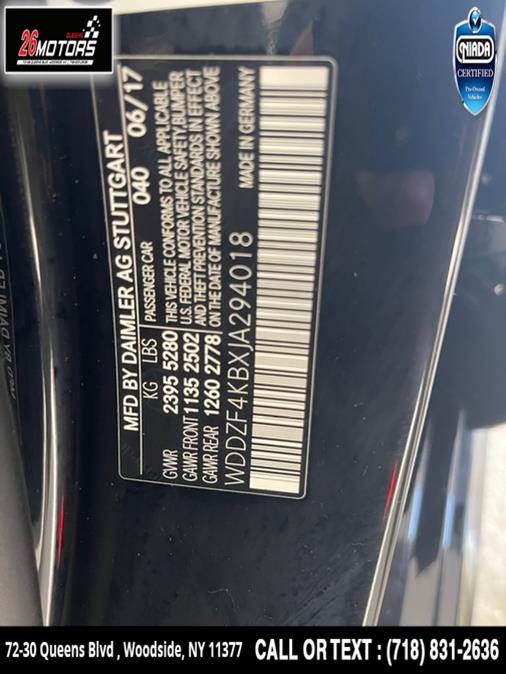 QUEENS
26MOTORS
NIADA
CERTIFIED
Pre-Owned
Vehicles
MFD BY DAIMLER AG STUTTGART
040 06/17
KG LBS PASSENGER CAR
GVWR 2395 5280
GAWR FRONT 1135 2502
GAWR REAR 1260 2778
THIS VEHICLE CONFORMS TO ALL APPLICABLE
U.S. FEDERAL MOTOR VEHICLE SAFETY, BUMPER
AND THEFT PREVENTION STANDARDS IN EFFECT
ON THE DATE OF MANUFACTURE SHOWN ABOVE
WDDZF4KBXJA294018 MADE IN GERMANY
72-30 Queens Blvd , Woodside, NY 11377 CALL OR TEXT : (718) 831-2636